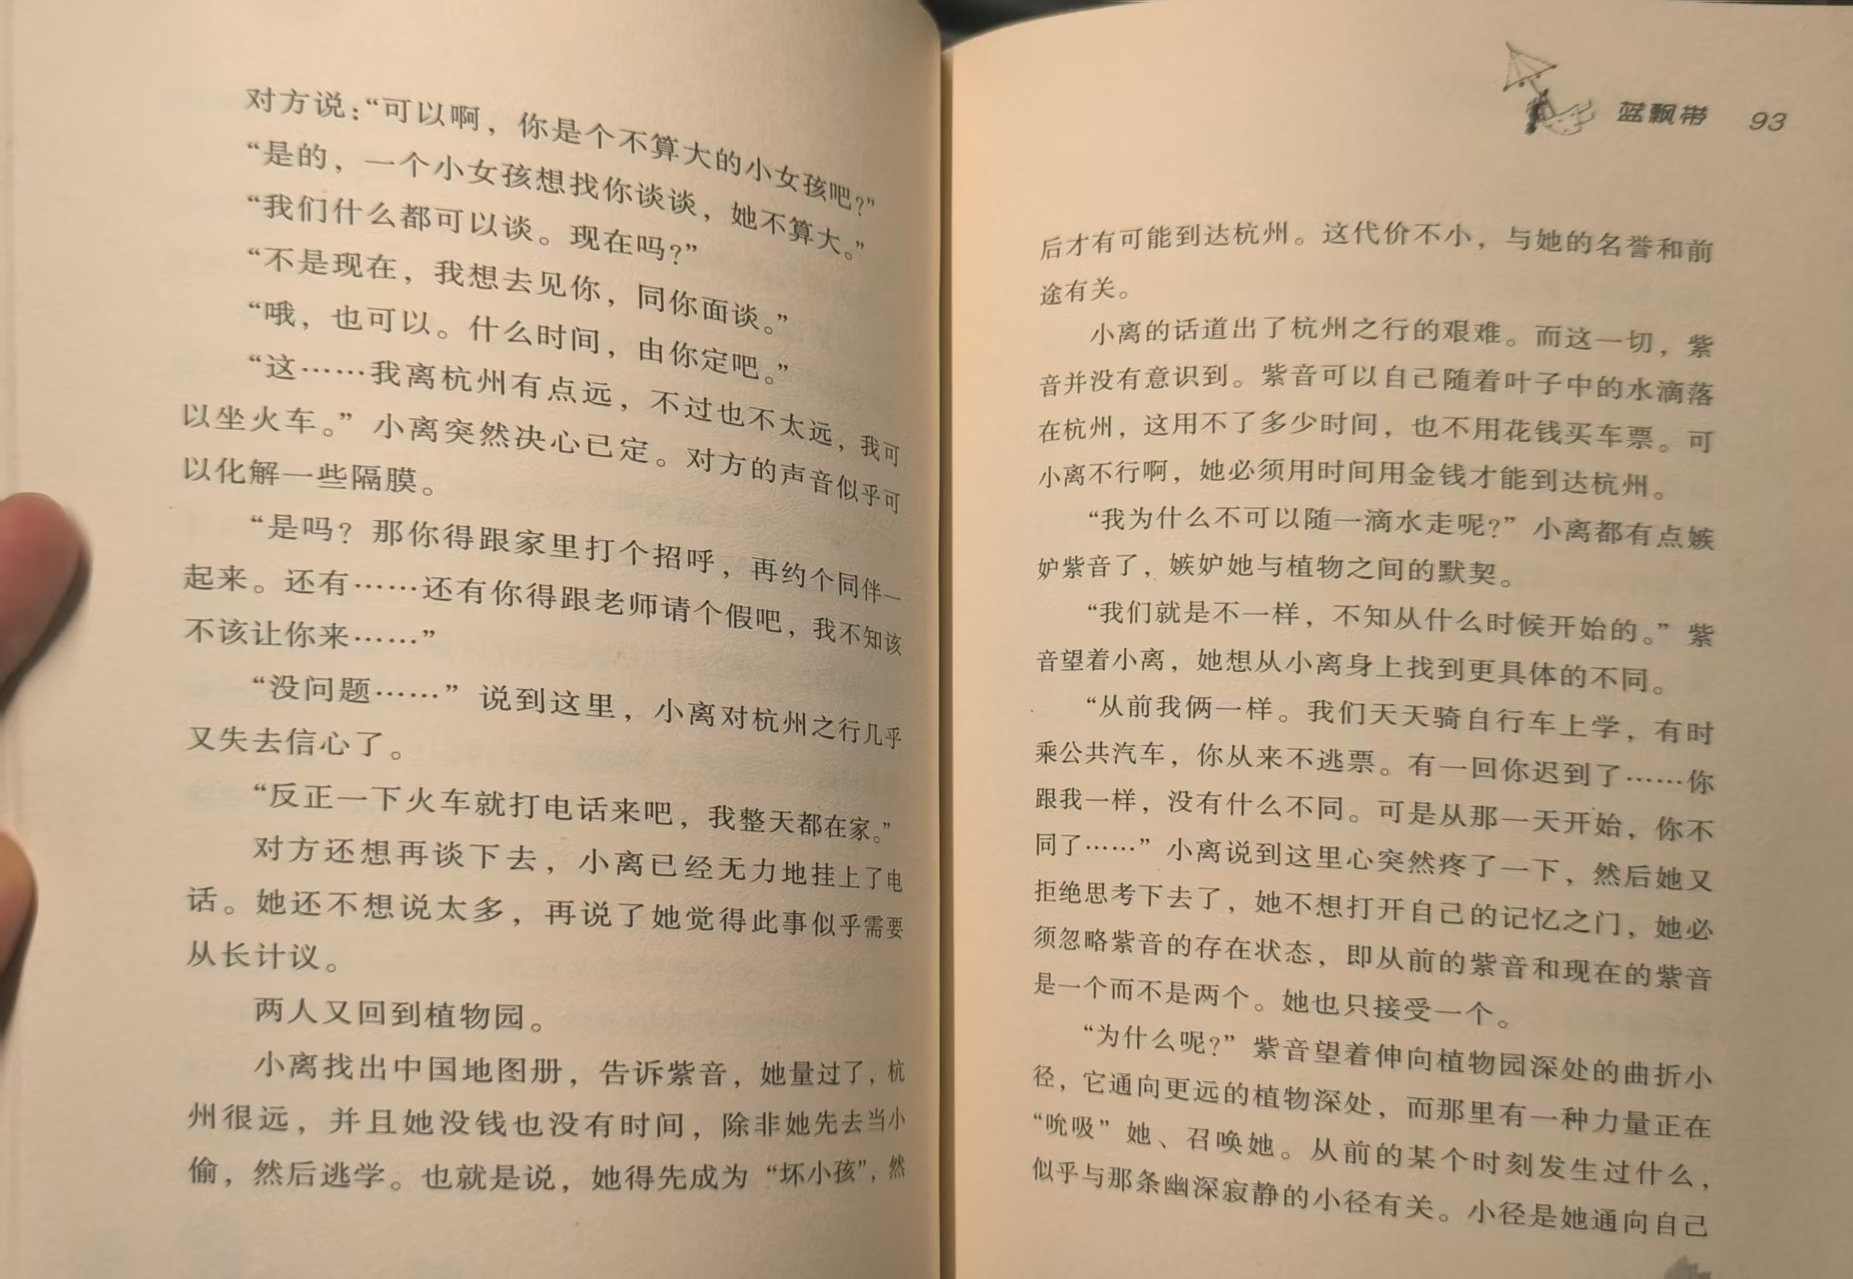 对方说：“可以啊，你是个不算大的小女孩吧？”
“是的，一个小女孩想找你谈谈，她不算大。”
“我们什么都可以谈。现在吗？”
“不是现在，我想去见你，同你面谈。”
“哦，也可以。什么时间，由你定吧。”
“这……我离杭州有点远，不过也不太远，我可
以坐火车。”小离突然决心已定。对方的声音似乎可
以化解一些隔膜。
“是吗？那你得跟家里打个招呼，再约个同伴一
起来。还有……还有你得跟老师请个假吧，我不知该
不该让你来……”
“没问题……”说到这里，小离对杭州之行几乎
又失去信心了。
“反正一下火车就打电话来吧，我整天都在家。”
对方还想再谈下去，小离已经无力地挂上了电
话。她还不想说太多，再说了她觉得此事似乎需要
从长计议。
两人又回到植物园。
小离找出中国地图册，告诉紫音，她量过了，杭
州很远，并且她没钱也没有时间，除非她先去当小
偷，然后逃学。也就是说，她得先成为“坏小孩”，然
蓝飘带 93
后才有可能到达杭州。这代价不小，与她的名誉和前
途有关。
小离的话道出了杭州之行的艰难。而这一切，紫
音并没有意识到。紫音可以自己随着叶子中的水滴落
在杭州，这用不了多少时间，也不用花钱买车票。可
小离不行啊，她必须用时间用金钱才能到达杭州。
“我为什么不可以随一滴水走呢？”小离都有点嫉
妒紫音了，嫉妒她与植物之间的默契。
“我们就是不一样，不知从什么时候开始的。”紫
音望着小离，她想从小离身上找到更具体的不同。
“从前我俩一样。我们天天骑自行车上学，有时
乘公共汽车，你从来不逃票。有一回你迟到了……你
跟我一样，没有什么不同。可是从那一天开始，你不
同了……”小离说到这里心突然疼了一下，然后她又
拒绝思考下去了，她不想打开自己的记忆之门，她必
须忽略紫音的存在状态，即从前的紫音和现在的紫音
是一个而不是两个。她也只接受一个。
“为什么呢？”紫音望着伸向植物园深处的曲折小
径，它通向更远的植物深处，而那里有一种力量正在
“吮吸”她、召唤她。从前的某个时刻发生过什么，
似乎与那条幽深寂静的小径有关。小径是她通向自己